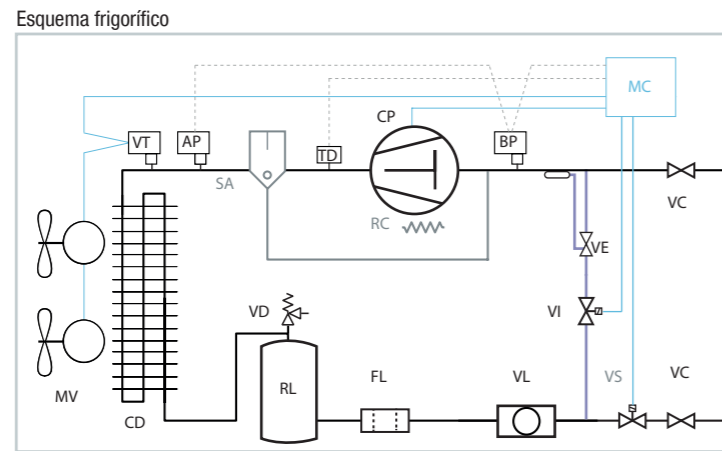 Esquema frigorífico
MC
CP
VT
AP
BP
TD
SA
VC
RC
VE
VD
VI
RL
FL
VL
VS
VC
MV
CD